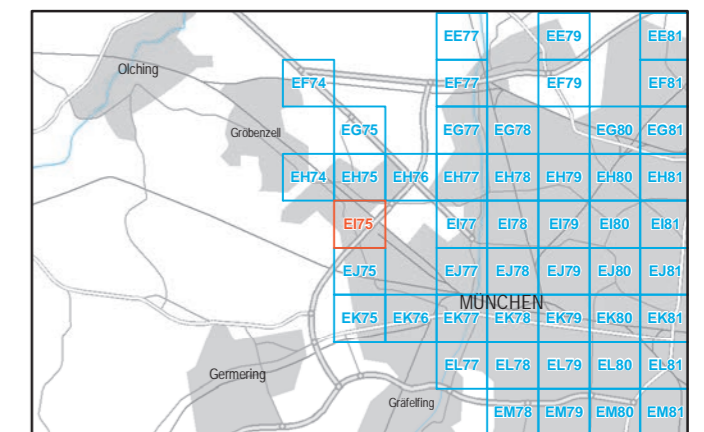 EE77 EE79 EE81
Olching
EF74 EF77 EF79 EF81
Gröbenzell EG75 EG77 EG78 EG80 EG81
EH74 EH75 EH76 EH77 EH78 EH79 EH80 EH81
EI75 EI77 EI78 EI79 EI80 EI81
EJ75 EJ77 EJ78 EJ79 EJ80 EJ81
MÜNCHEN
EK75 EK76 EK77 EK78 EK79 EK80 EK81
Germering EL77 EL78 EL79 EL80 EL81
Gräfelfing EM78 EM79 EM80 EM81